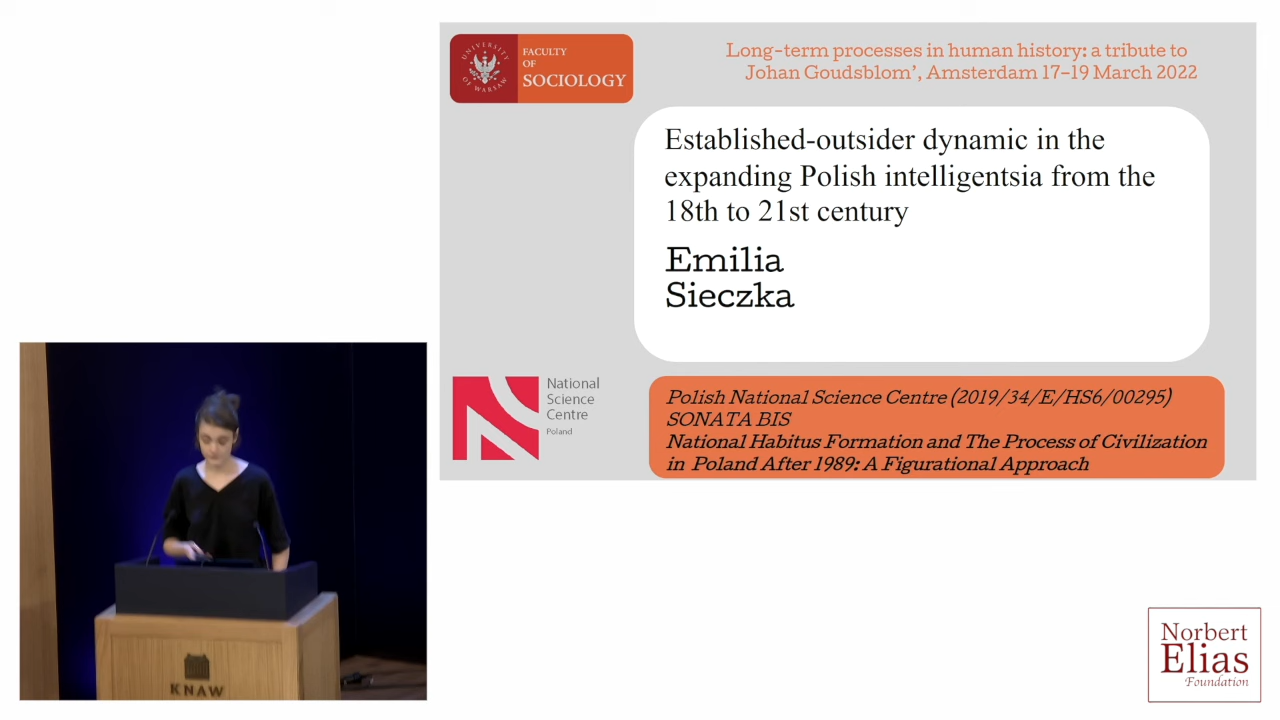 UNIVERSITY OF WARSAW
FACULTY
OF
SOCIOLOGY
Long-term processes in human history: a tribute to
Johan Goudsblom’, Amsterdam 17–19 March 2022
Established-outsider dynamic in the
expanding Polish intelligentsia from the
18th to 21st century
Emilia
Sieczka
National
Science
Centre
Poland
Polish National Science Centre (2019/34/E/HS6/00295)
SONATA BIS
National Habitus Formation and The Process of Civilization
in Poland After 1989: A Figurational Approach
KNAW
Norbert
Elias
Foundation